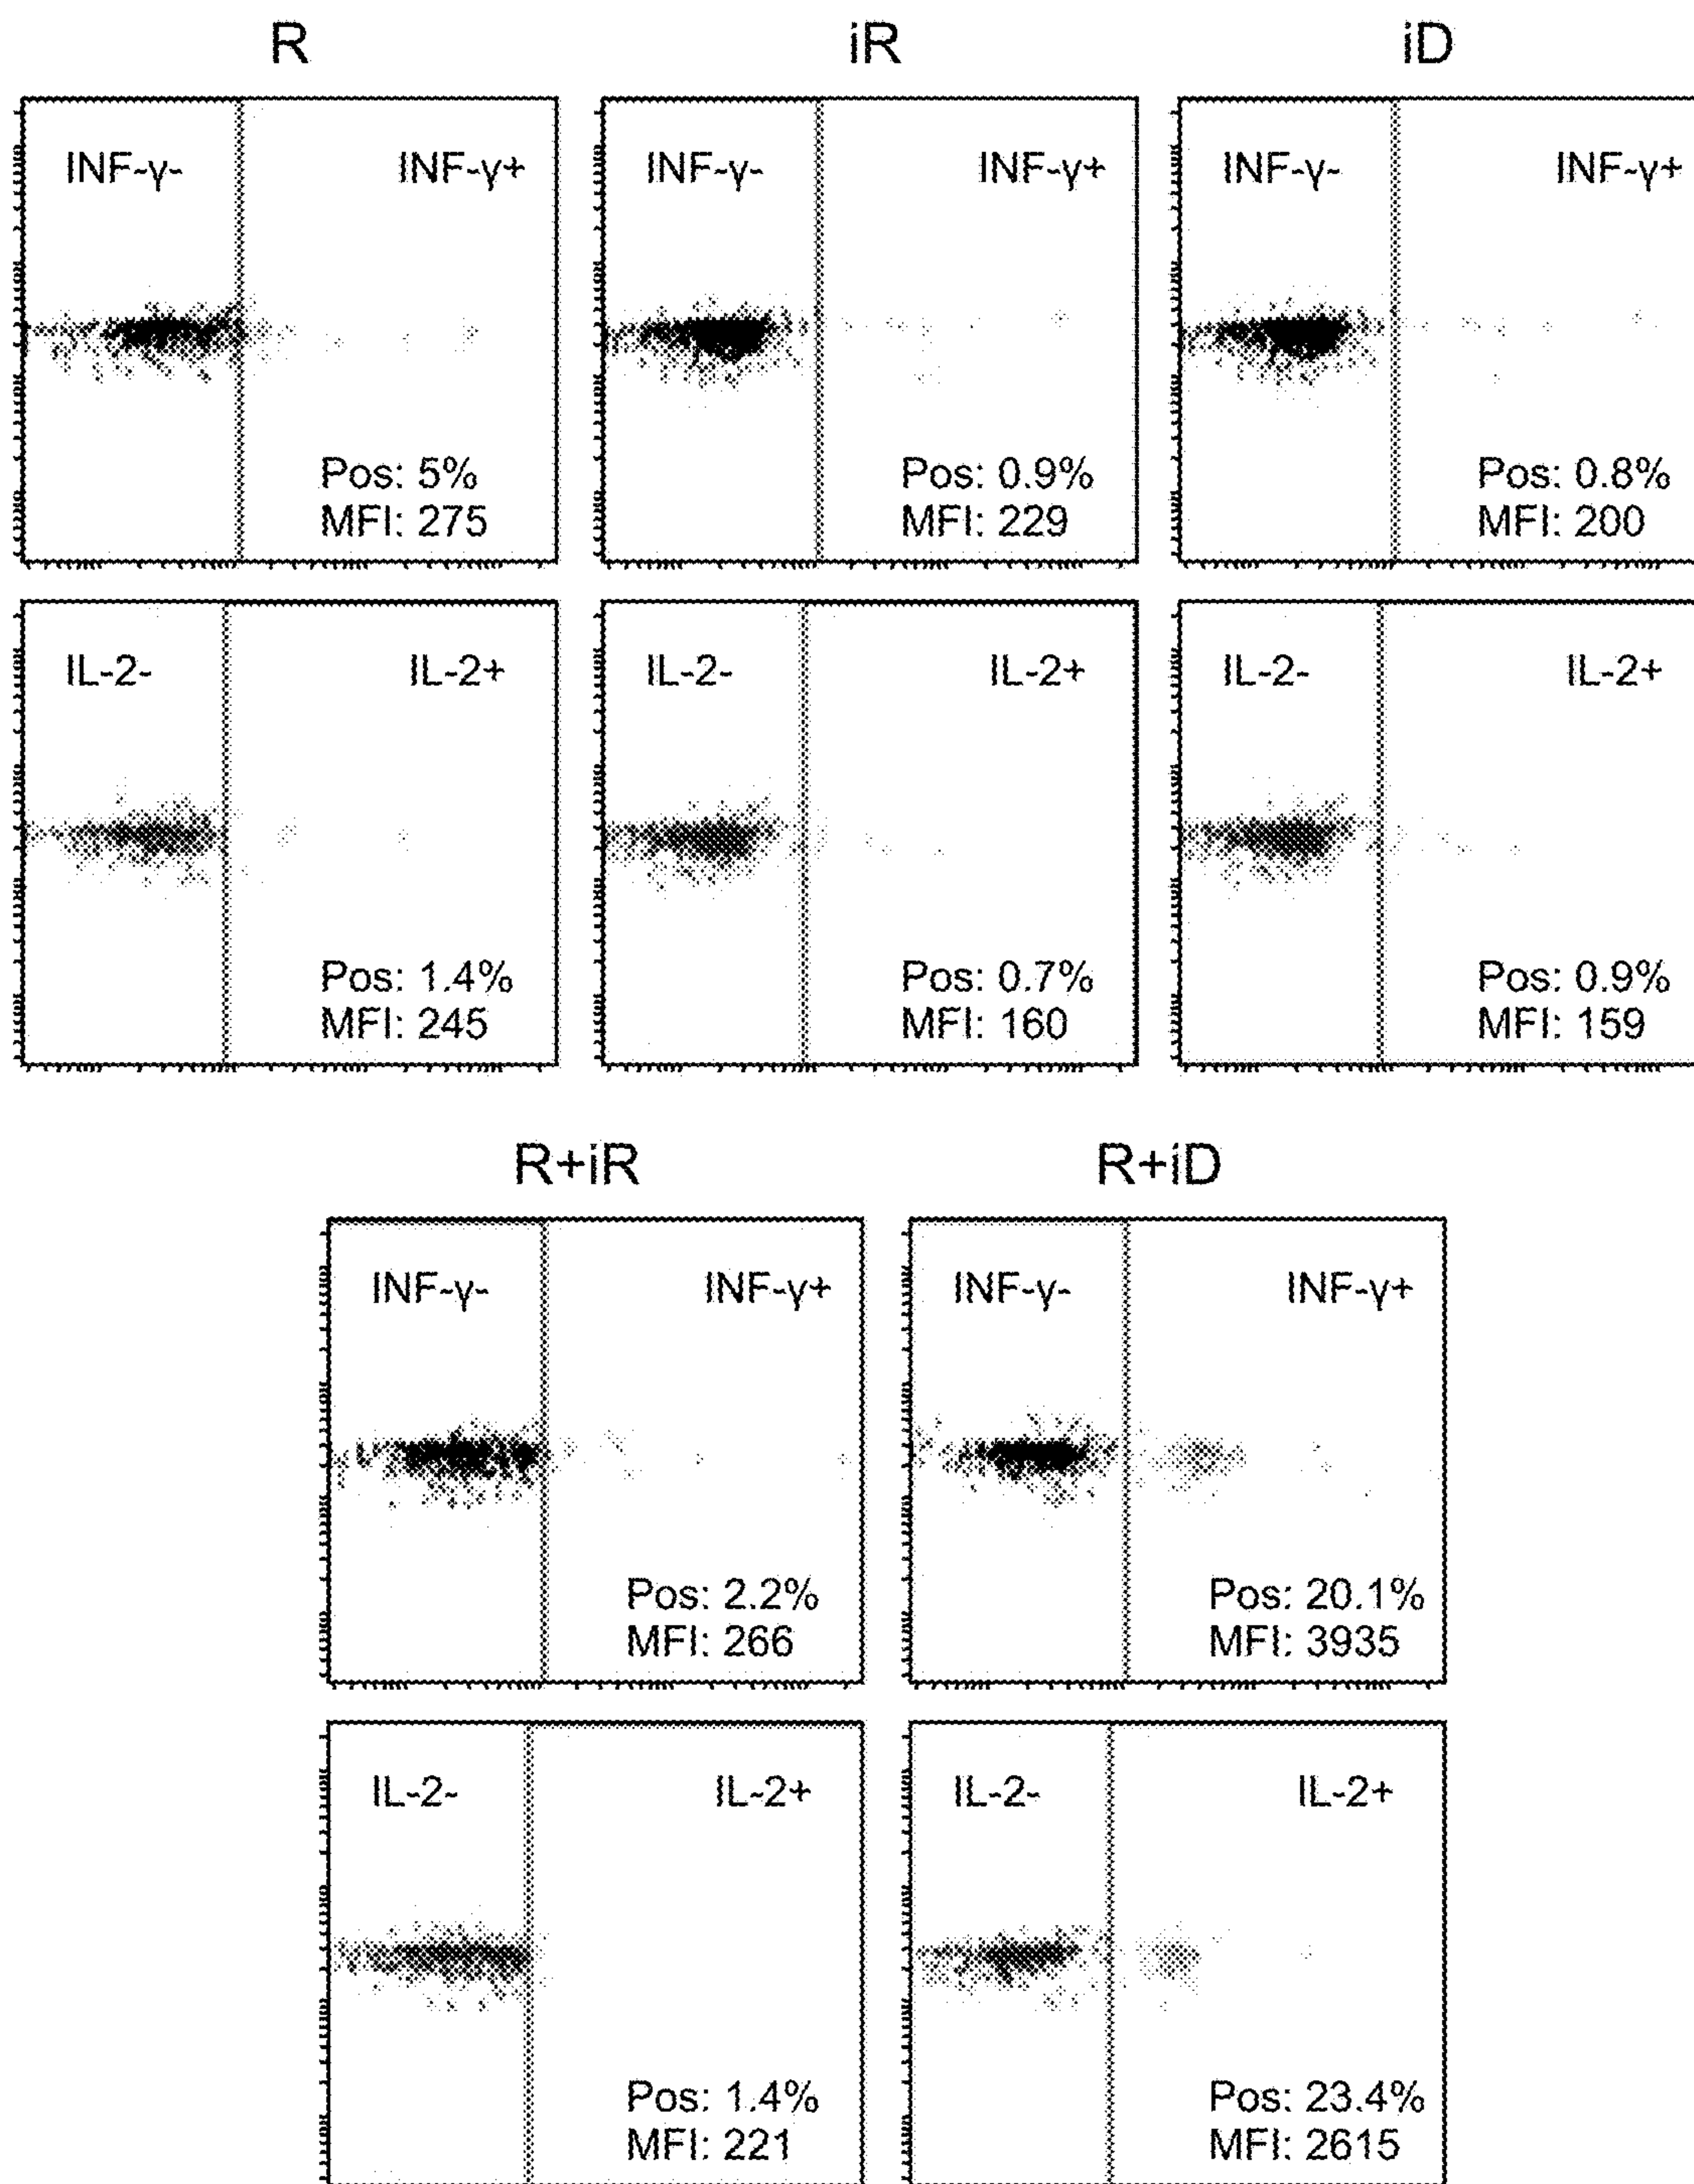 R iR iD
INF-γ- INF-γ+ INF-γ- INF-γ+ INF-γ- INF-γ+
Pos: 5% Pos: 0.9% Pos: 0.8%
MFI: 275 MFI: 229 MFI: 200
IL-2- IL-2+ IL-2- IL-2+ IL-2- IL-2+
Pos: 1.4% Pos: 0.7% Pos: 0.9%
MFI: 245 MFI: 160 MFI: 159
R+iR R+iD
INF-γ- INF-γ+ INF-γ- INF-γ+
Pos: 2.2% Pos: 20.1%
MFI: 266 MFI: 3935
IL-2- IL-2+ IL-2- IL-2+
Pos: 1.4% Pos: 23.4%
MFI: 221 MFI: 2615